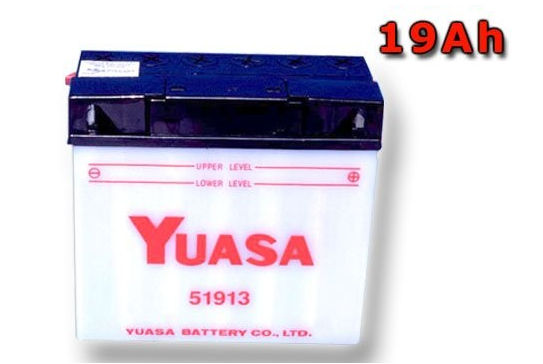 19Ah
UPPER LEVEL
LOWER LEVEL
YUASA
51913
YUASA BATTERY CO., LTD.